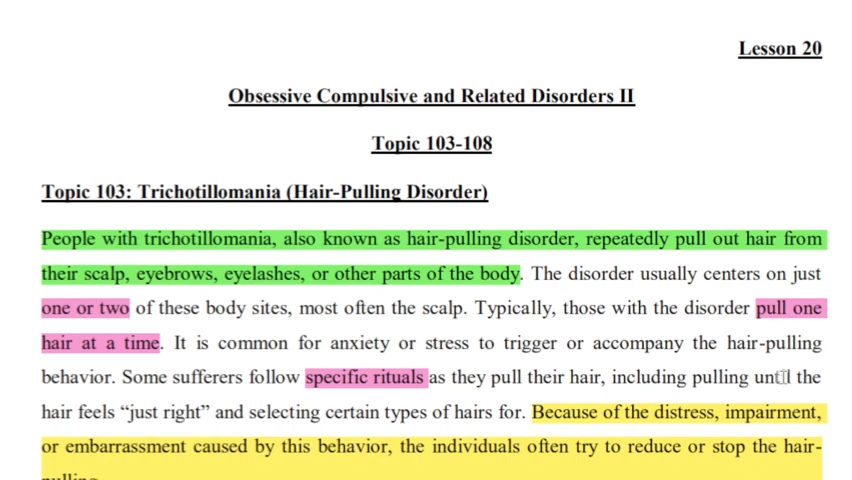 Lesson 20
Obsessive Compulsive and Related Disorders II
Topic 103-108
Topic 103: Trichotillomania (Hair-Pulling Disorder)
People with trichotillomania, also known as hair-pulling disorder, repeatedly pull out hair from
their scalp, eyebrows, eyelashes, or other parts of the body. The disorder usually centers on just
one or two of these body sites, most often the scalp. Typically, those with the disorder pull one
hair at a time. It is common for anxiety or stress to trigger or accompany the hair-pulling
behavior. Some sufferers follow specific rituals as they pull their hair, including pulling until the
hair feels “just right” and selecting certain types of hairs for. Because of the distress, impairment,
or embarrassment caused by this behavior, the individuals often try to reduce or stop the hair-